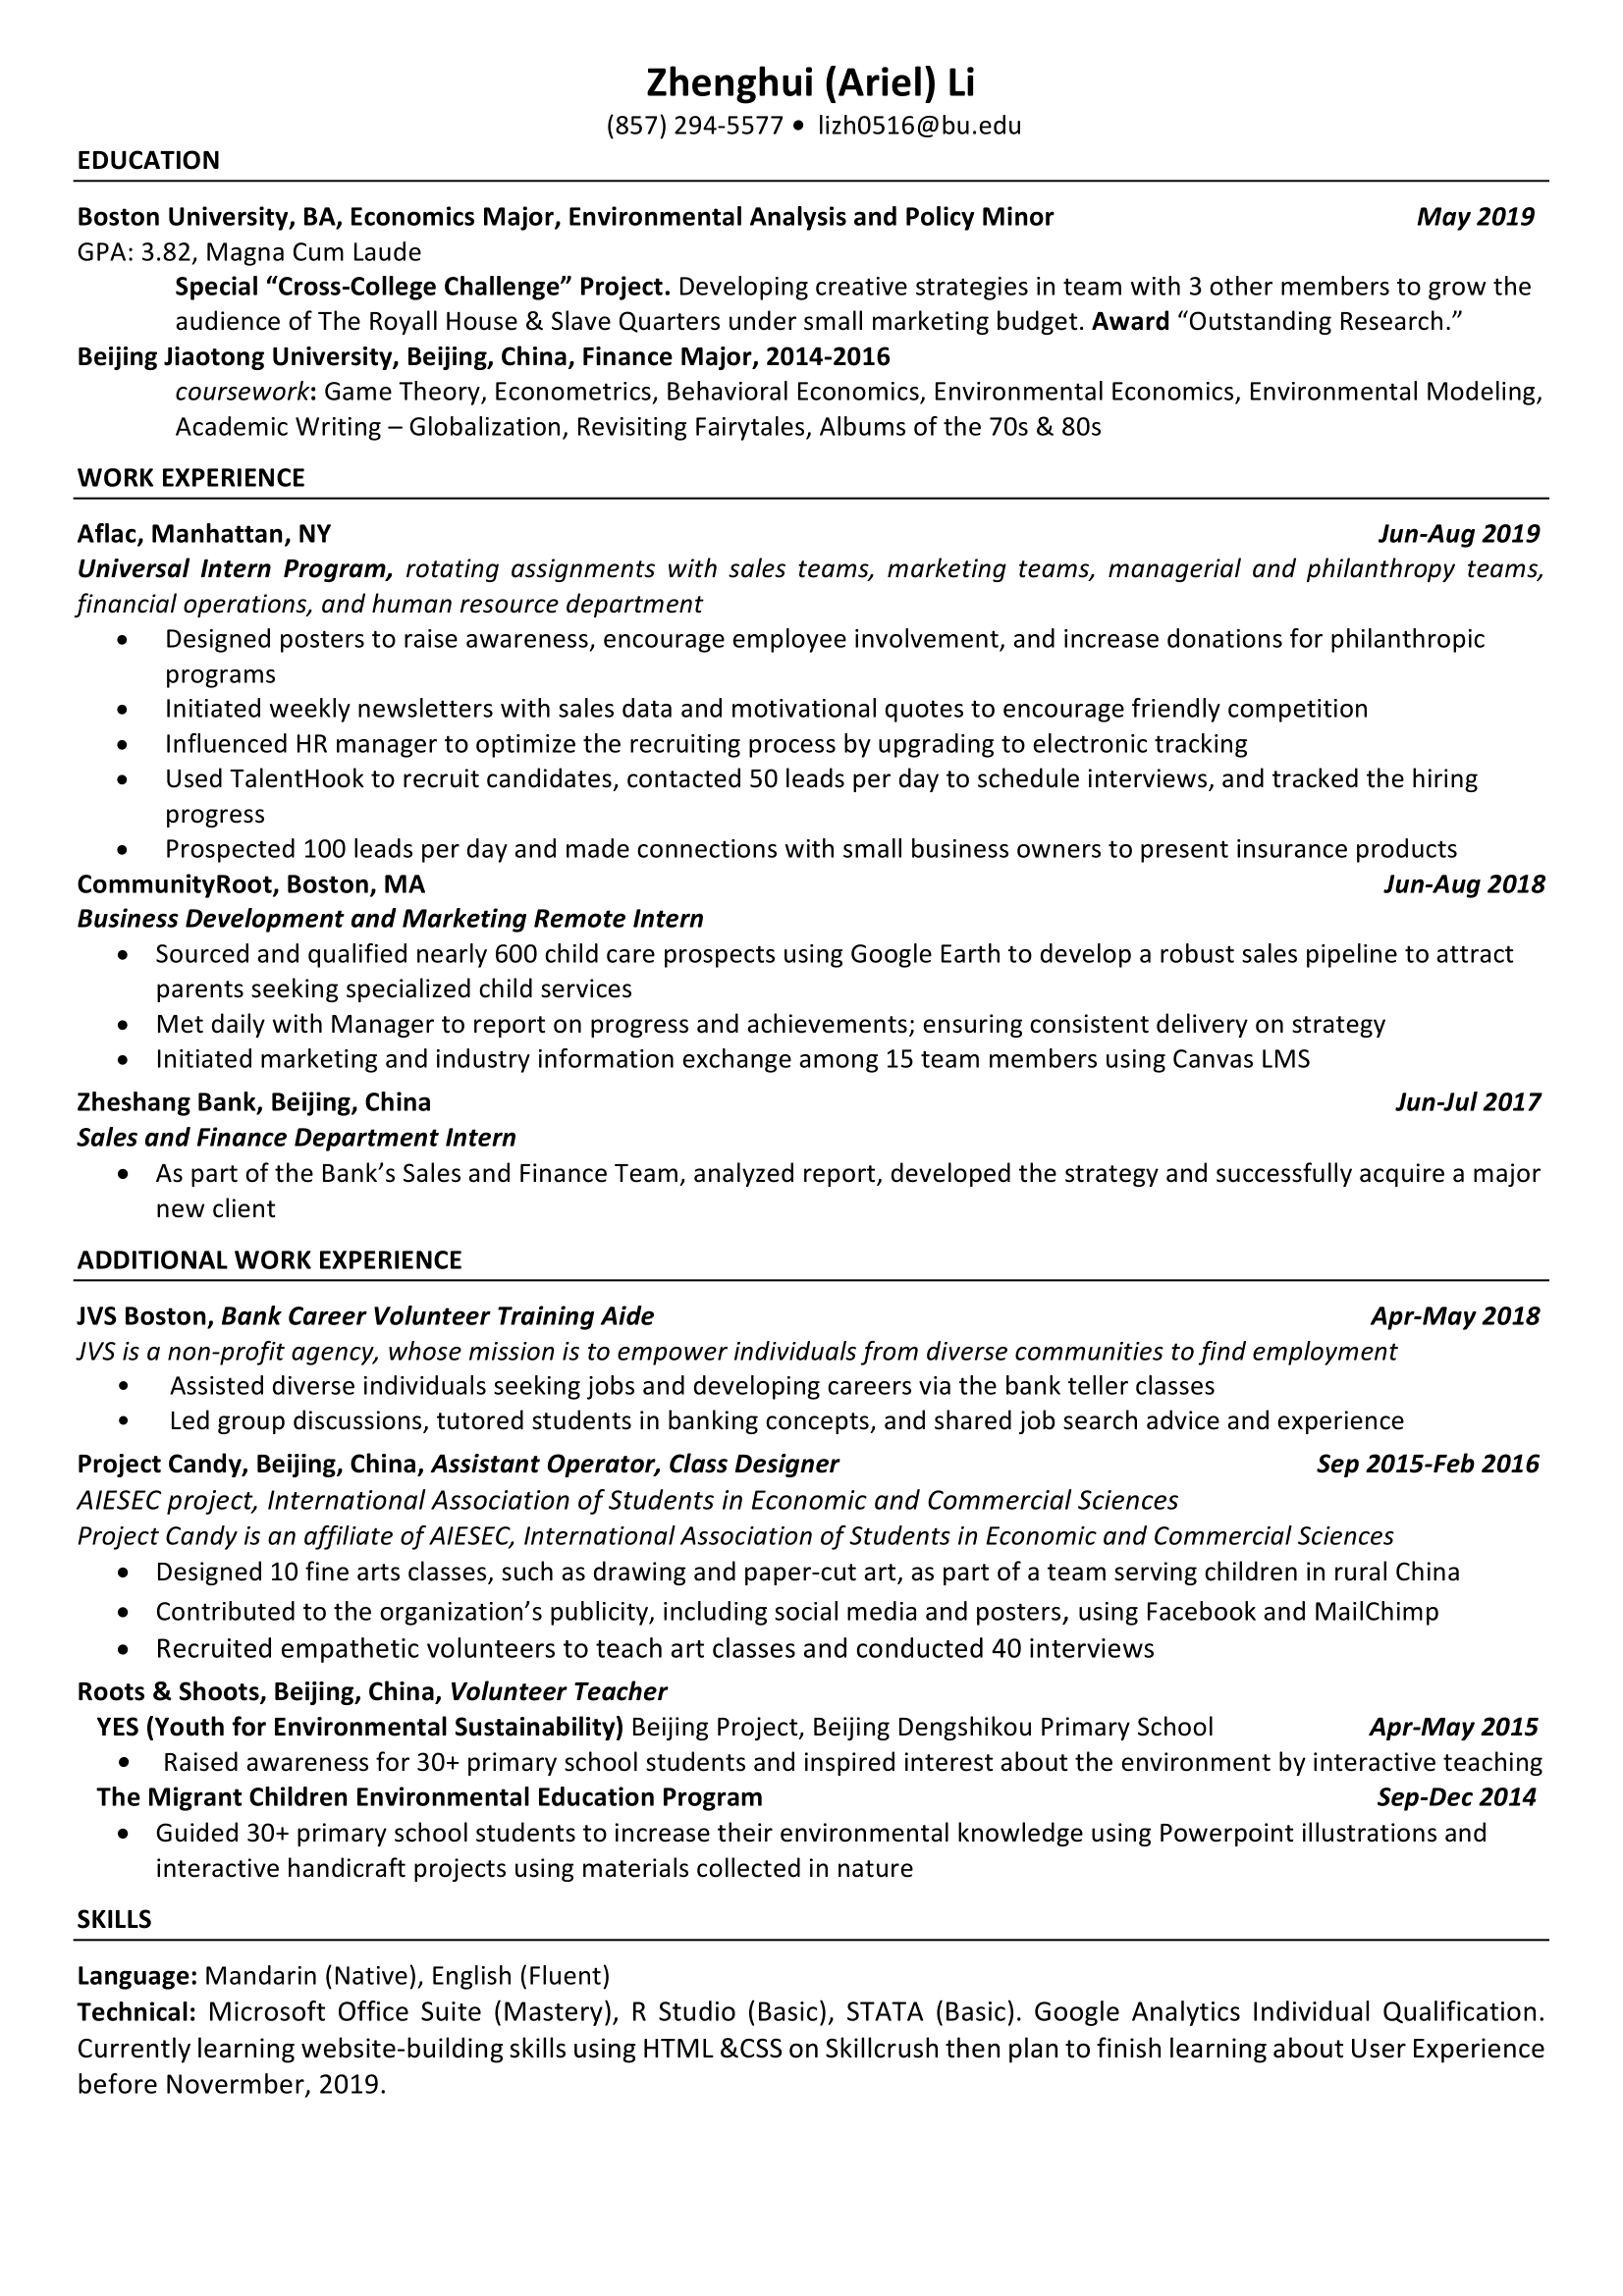 Zhenghui (Ariel) Li
(857) 294-5577 • lizh0516@bu.edu
EDUCATION
Boston University, BA, Economics Major, Environmental Analysis and Policy Minor May 2019
GPA: 3.82, Magna Cum Laude
Special “Cross-College Challenge” Project. Developing creative strategies in team with 3 other members to grow the
audience of The Royall House & Slave Quarters under small marketing budget. Award “Outstanding Research.”
Beijing Jiaotong University, Beijing, China, Finance Major, 2014-2016
coursework: Game Theory, Econometrics, Behavioral Economics, Environmental Economics, Environmental Modeling,
Academic Writing – Globalization, Revisiting Fairytales, Albums of the 70s & 80s
WORK EXPERIENCE
Aflac, Manhattan, NY Jun-Aug 2019
Universal Intern Program, rotating assignments with sales teams, marketing teams, managerial and philanthropy teams,
financial operations, and human resource department
• Designed posters to raise awareness, encourage employee involvement, and increase donations for philanthropic
programs
• Initiated weekly newsletters with sales data and motivational quotes to encourage friendly competition
• Influenced HR manager to optimize the recruiting process by upgrading to electronic tracking
• Used TalentHook to recruit candidates, contacted 50 leads per day to schedule interviews, and tracked the hiring
progress
• Prospected 100 leads per day and made connections with small business owners to present insurance products
CommunityRoot, Boston, MA Jun-Aug 2018
Business Development and Marketing Remote Intern
• Sourced and qualified nearly 600 child care prospects using Google Earth to develop a robust sales pipeline to attract
parents seeking specialized child services
• Met daily with Manager to report on progress and achievements; ensuring consistent delivery on strategy
• Initiated marketing and industry information exchange among 15 team members using Canvas LMS
Zheshang Bank, Beijing, China Jun-Jul 2017
Sales and Finance Department Intern
• As part of the Bank’s Sales and Finance Team, analyzed report, developed the strategy and successfully acquire a major
new client
ADDITIONAL WORK EXPERIENCE
JVS Boston, Bank Career Volunteer Training Aide Apr-May 2018
JVS is a non-profit agency, whose mission is to empower individuals from diverse communities to find employment
• Assisted diverse individuals seeking jobs and developing careers via the bank teller classes
• Led group discussions, tutored students in banking concepts, and shared job search advice and experience
Project Candy, Beijing, China, Assistant Operator, Class Designer Sep 2015-Feb 2016
AIESEC project, International Association of Students in Economic and Commercial Sciences
Project Candy is an affiliate of AIESEC, International Association of Students in Economic and Commercial Sciences
• Designed 10 fine arts classes, such as drawing and paper-cut art, as part of a team serving children in rural China
• Contributed to the organization’s publicity, including social media and posters, using Facebook and MailChimp
• Recruited empathetic volunteers to teach art classes and conducted 40 interviews
Roots & Shoots, Beijing, China, Volunteer Teacher
YES (Youth for Environmental Sustainability) Beijing Project, Beijing Dengshikou Primary School Apr-May 2015
• Raised awareness for 30+ primary school students and inspired interest about the environment by interactive teaching
The Migrant Children Environmental Education Program Sep-Dec 2014
• Guided 30+ primary school students to increase their environmental knowledge using Powerpoint illustrations and
interactive handicraft projects using materials collected in nature
SKILLS
Language: Mandarin (Native), English (Fluent)
Technical: Microsoft Office Suite (Mastery), R Studio (Basic), STATA (Basic). Google Analytics Individual Qualification.
Currently learning website-building skills using HTML &CSS on Skillcrush then plan to finish learning about User Experience
before Novermber, 2019.